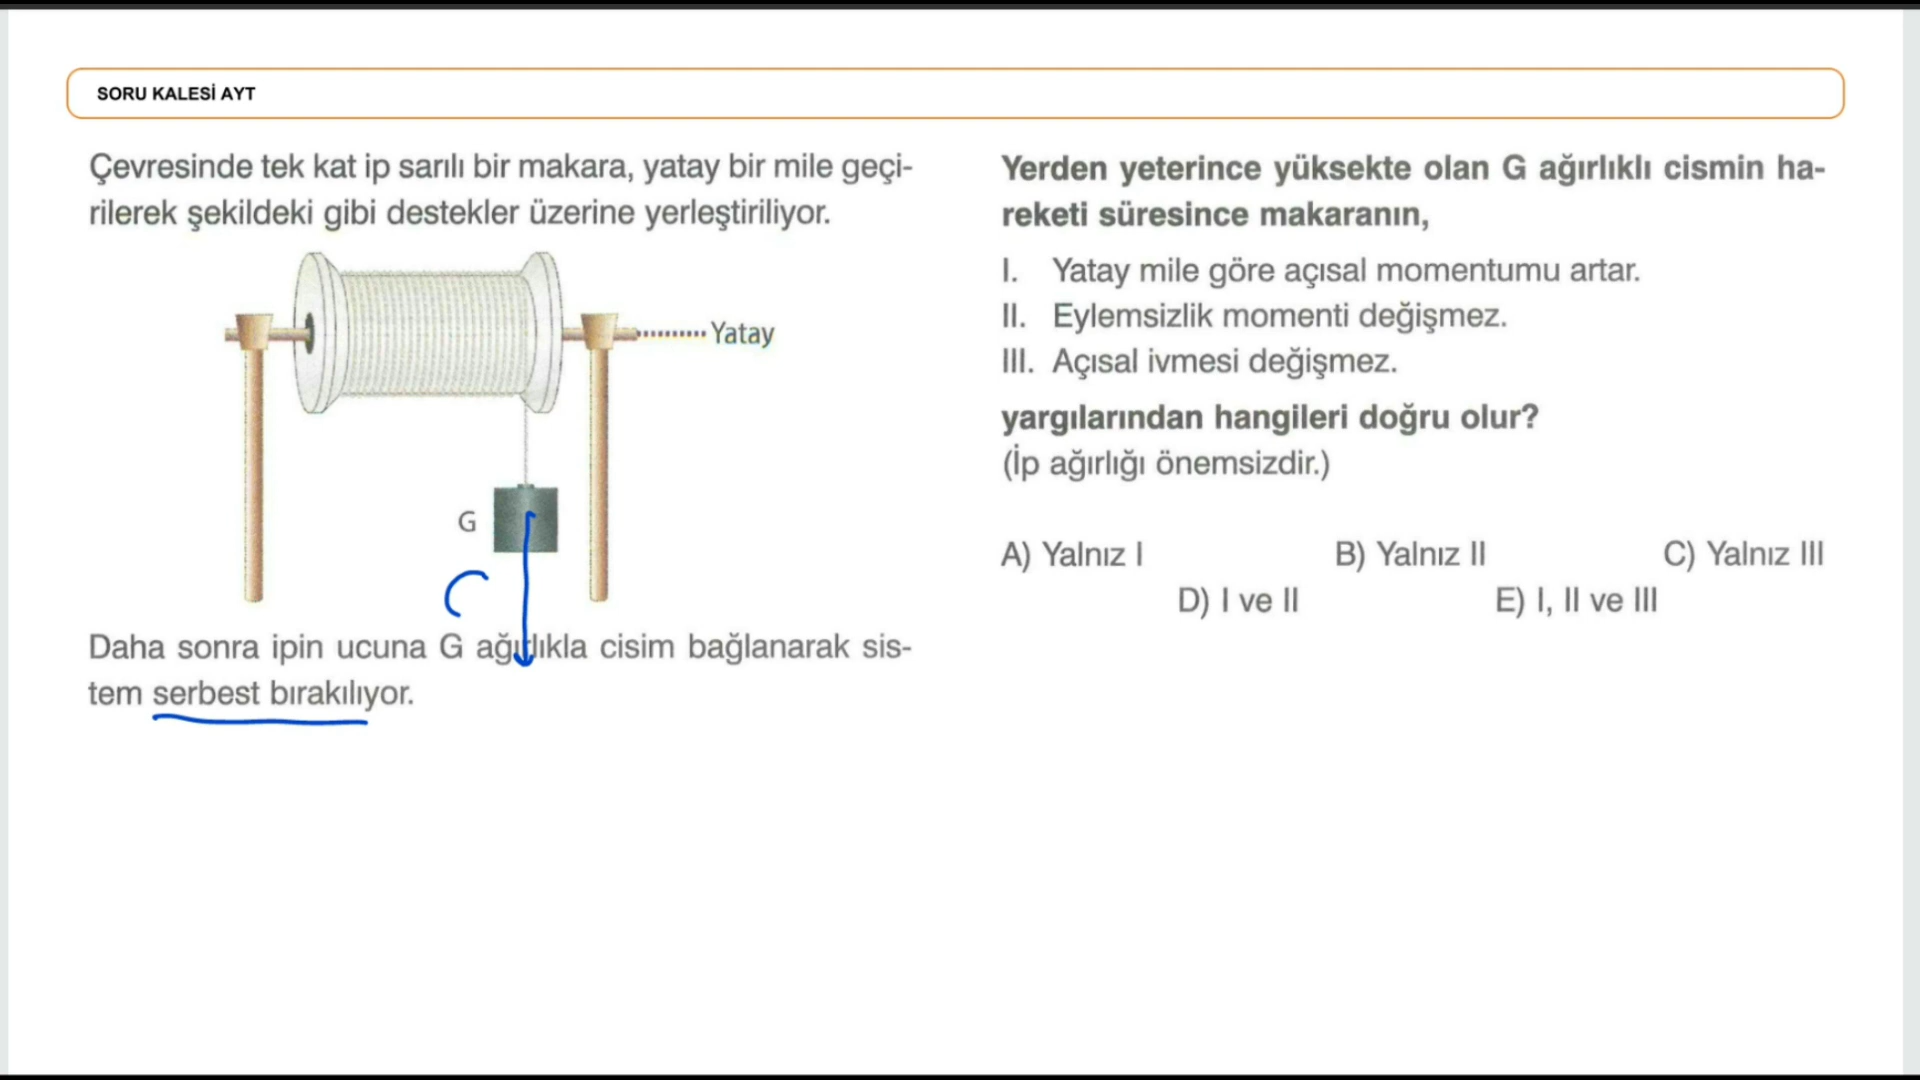 SORU KALESİ AYT
Çevresinde tek kat ip sarılı bir makara, yatay bir mile geçi-
rilerek şekildeki gibi destekler üzerine yerleştiriliyor.
Yatay
G
Daha sonra ipin ucuna G ağırlıkla cisim bağlanarak sis-
tem serbest bırakılıyor.
Yerden yeterince yüksekte olan G ağırlıklı cismin ha-
reketi süresince makaranın,
I. Yatay mile göre açısal momentumu artar.
II. Eylemsizlik momenti değişmez.
III. Açısal ivmesi değişmez.
yargılarından hangileri doğru olur?
(İp ağırlığı önemsizdir.)
A) Yalnız I B) Yalnız II C) Yalnız III
D) I ve II E) I, II ve III